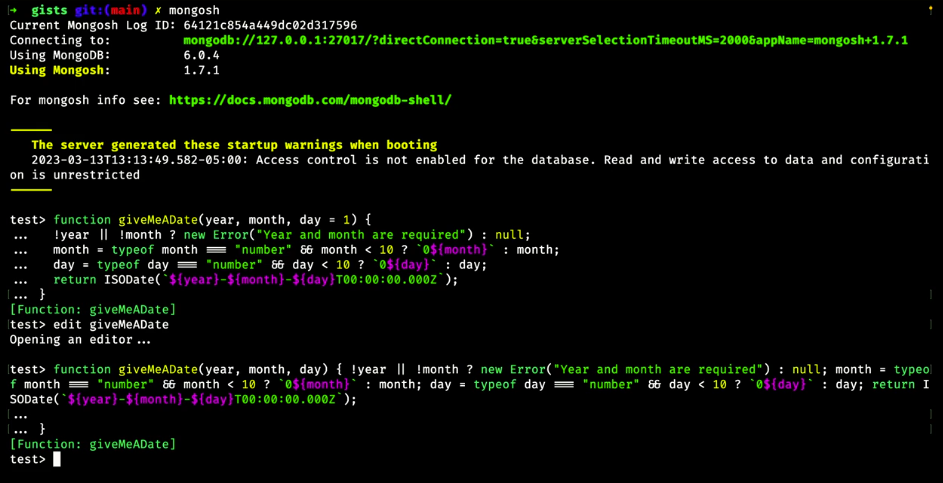 → gists git:(main) ✗ mongosh
Current Mongosh Log ID: 64121c854a449dc02d317596
Connecting to: mongodb://127.0.0.1:27017/?directConnection=true&serverSelectionTimeoutMS=2000&appName=mongosh+1.7.1
Using MongoDB: 6.0.4
Using Mongosh: 1.7.1
For mongosh info see: https://docs.mongodb.com/mongodb-shell/
------
The server generated these startup warnings when booting
2023-03-13T13:13:49.582-05:00: Access control is not enabled for the database. Read and write access to data and configurati
on is unrestricted
------
test> function giveMeADate(year, month, day = 1) {
... !year || !month ? new Error("Year and month are required") : null;
... month = typeof month === "number" && month < 10 ? `0${month}` : month;
... day = typeof day === "number" && day < 10 ? `0${day}` : day;
... return ISODate(`${year}-${month}-${day}T00:00:00.000Z`);
... }
[Function: giveMeADate]
test> edit giveMeADate
Opening an editor...
test> function giveMeADate(year, month, day) { !year || !month ? new Error("Year and month are required") : null; month = typeo
f month === "number" && month < 10 ? `0${month}` : month; day = typeof day === "number" && day < 10 ? `0${day}` : day; return I
SODate(`${year}-${month}-${day}T00:00:00.000Z`);
...
... }
[Function: giveMeADate]
test>